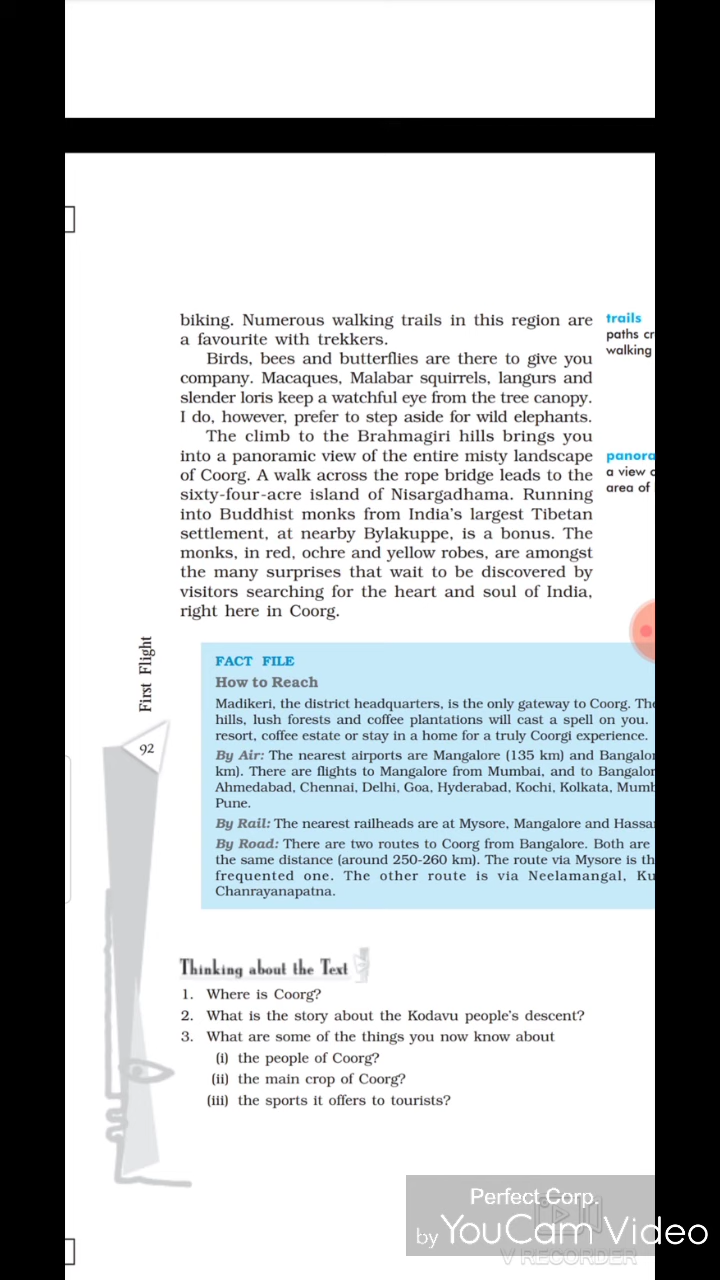 biking. Numerous walking trails in this region are
a favourite with trekkers.
Birds, bees and butterflies are there to give you
company. Macaques, Malabar squirrels, langurs and
slender loris keep a watchful eye from the tree canopy.
I do, however, prefer to step aside for wild elephants.
The climb to the Brahmagiri hills brings you
into a panoramic view of the entire misty landscape
of Coorg. A walk across the rope bridge leads to the
sixty-four-acre island of Nisargadhama. Running
into Buddhist monks from India's largest Tibetan
settlement, at nearby Bylakuppe, is a bonus. The
monks, in red, ochre and yellow robes, are amongst
the many surprises that wait to be discovered by
visitors searching for the heart and soul of India,
right here in Coorg.
trails
paths
walking
a view
area of
First Flight
92
FACT FILE
How to Reach
Madikeri, the district headquarters, is the only gateway to Coorg.
hills, lush forests and coffee plantations will cast a spell on you.
resort, coffee estate or stay in a home for a truly Coorgi experience.
By Air: The nearest airports are Mangalore (135 km) and
km). There are flights to Mangalore from Mumbai, and to
Ahmedabad, Chennai, Delhi, Goa, Hyderabad, Kochi, Kolkata,
Pune.
By Rail: The nearest railheads are at Mysore, Mangalore and
By Road: There are two routes to Coorg from Bangalore. Both are
the same distance (around 250-260 km). The route via Mysore is
frequented one. The other route is via Neelamangal,
Chanrayanapatna.
Thinking about the Text
1. Where is Coorg?
2. What is the story about the Kodavu people's descent?
3. What are some of the things you now know about
(i) the people of Coorg?
(ii) the main crop of Coorg?
(iii) the sports it offers to tourists?
Perfect Corp.
by YouCam Video
V RECORDER